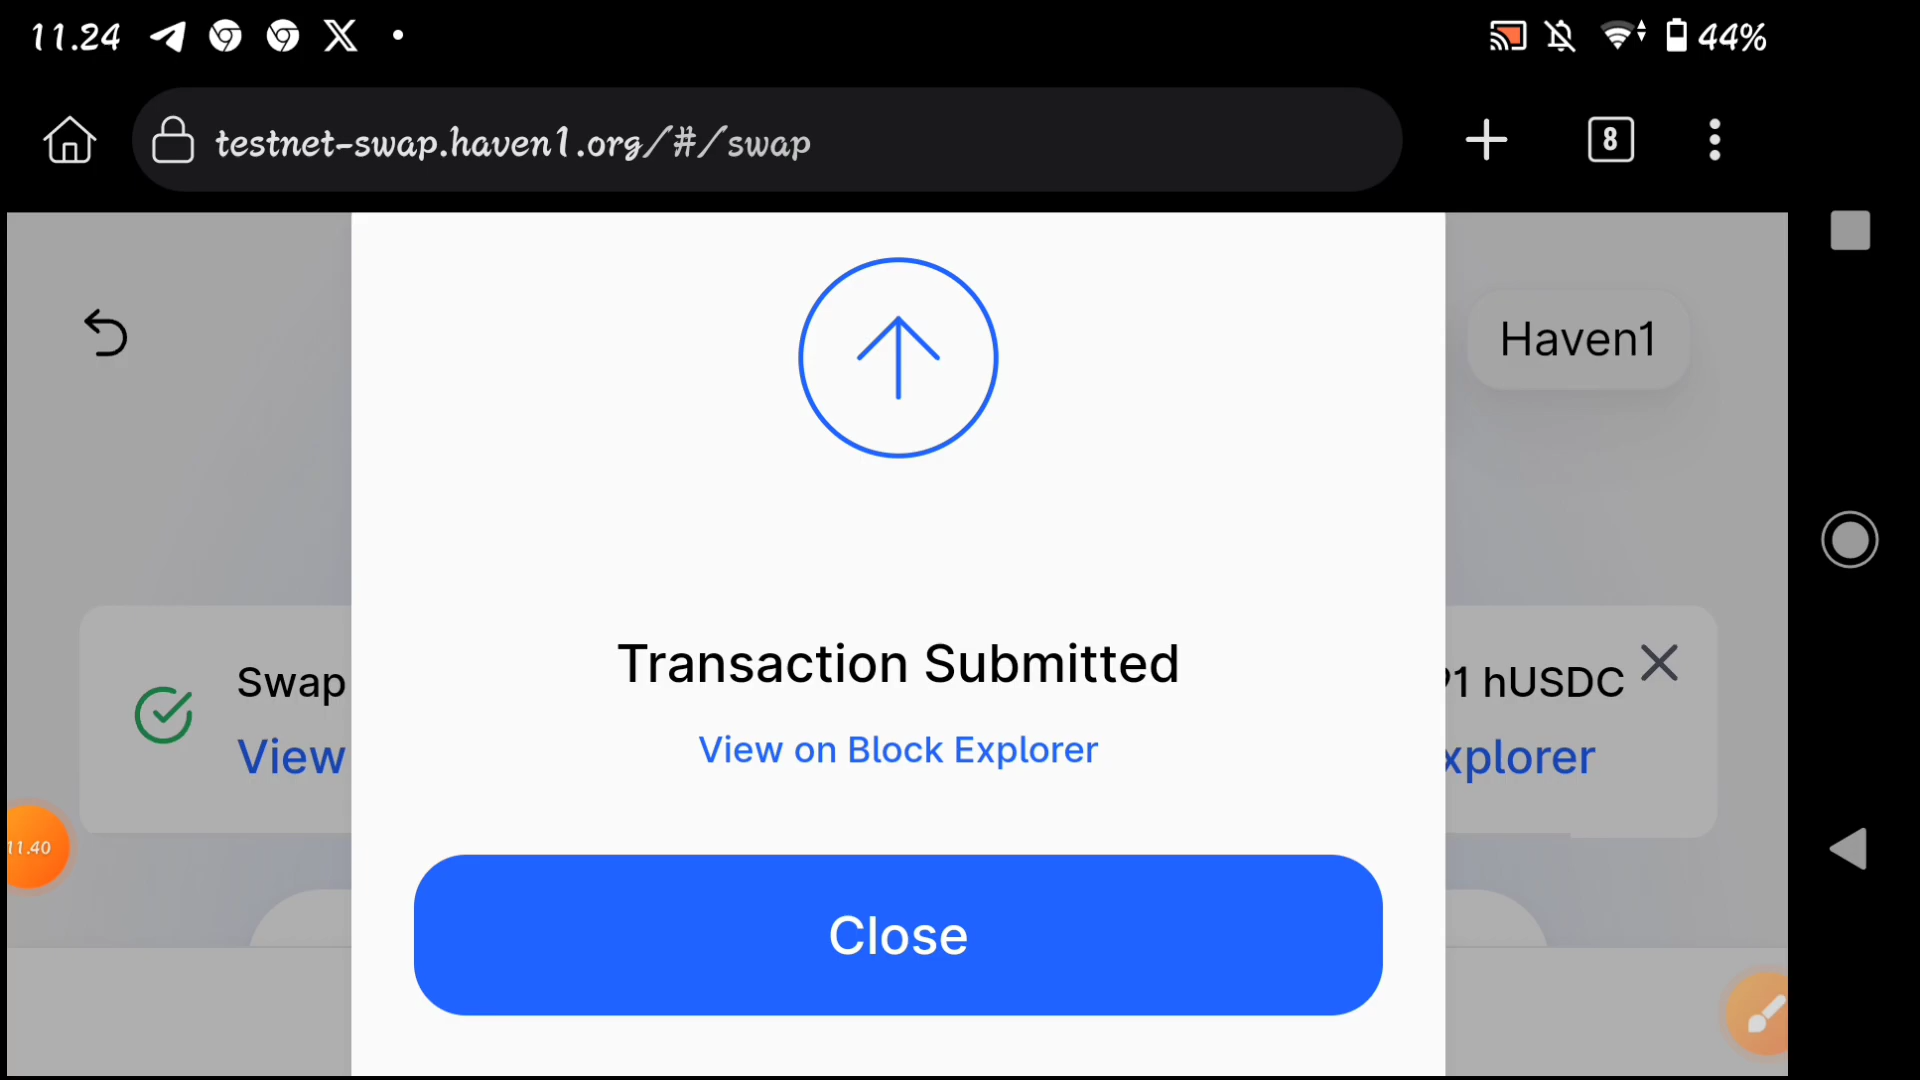 11.24
44%
testnet-swap.haven1.org/#/swap
8
Haven1
Transaction Submitted
View on Block Explorer
Swap
1 hUSDC
View
xplorer
11.40
Close